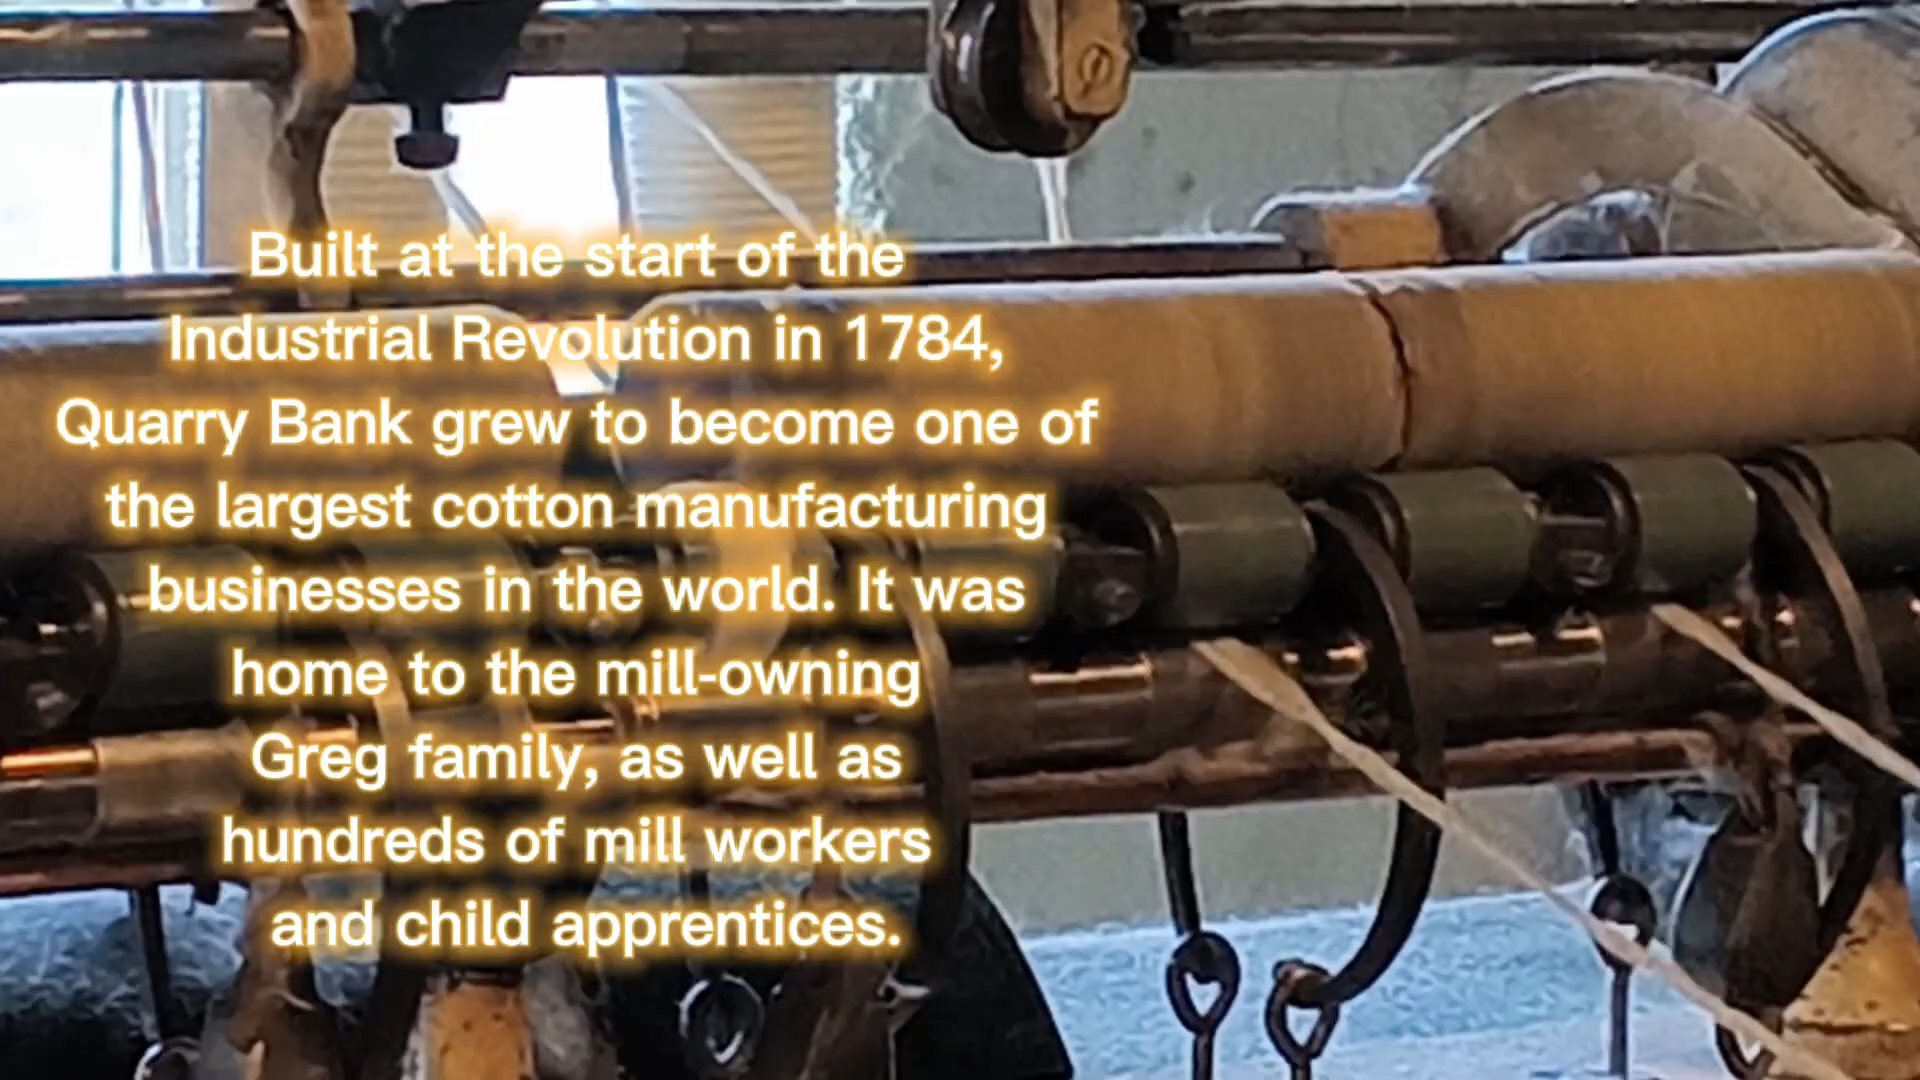 Built at the start of the
Industrial Revolution in 1784,
Quarry Bank grew to become one of
the largest cotton manufacturing
businesses in the world. It was
home to the mill-owning
Greg family, as well as
hundreds of mill workers
and child apprentices.